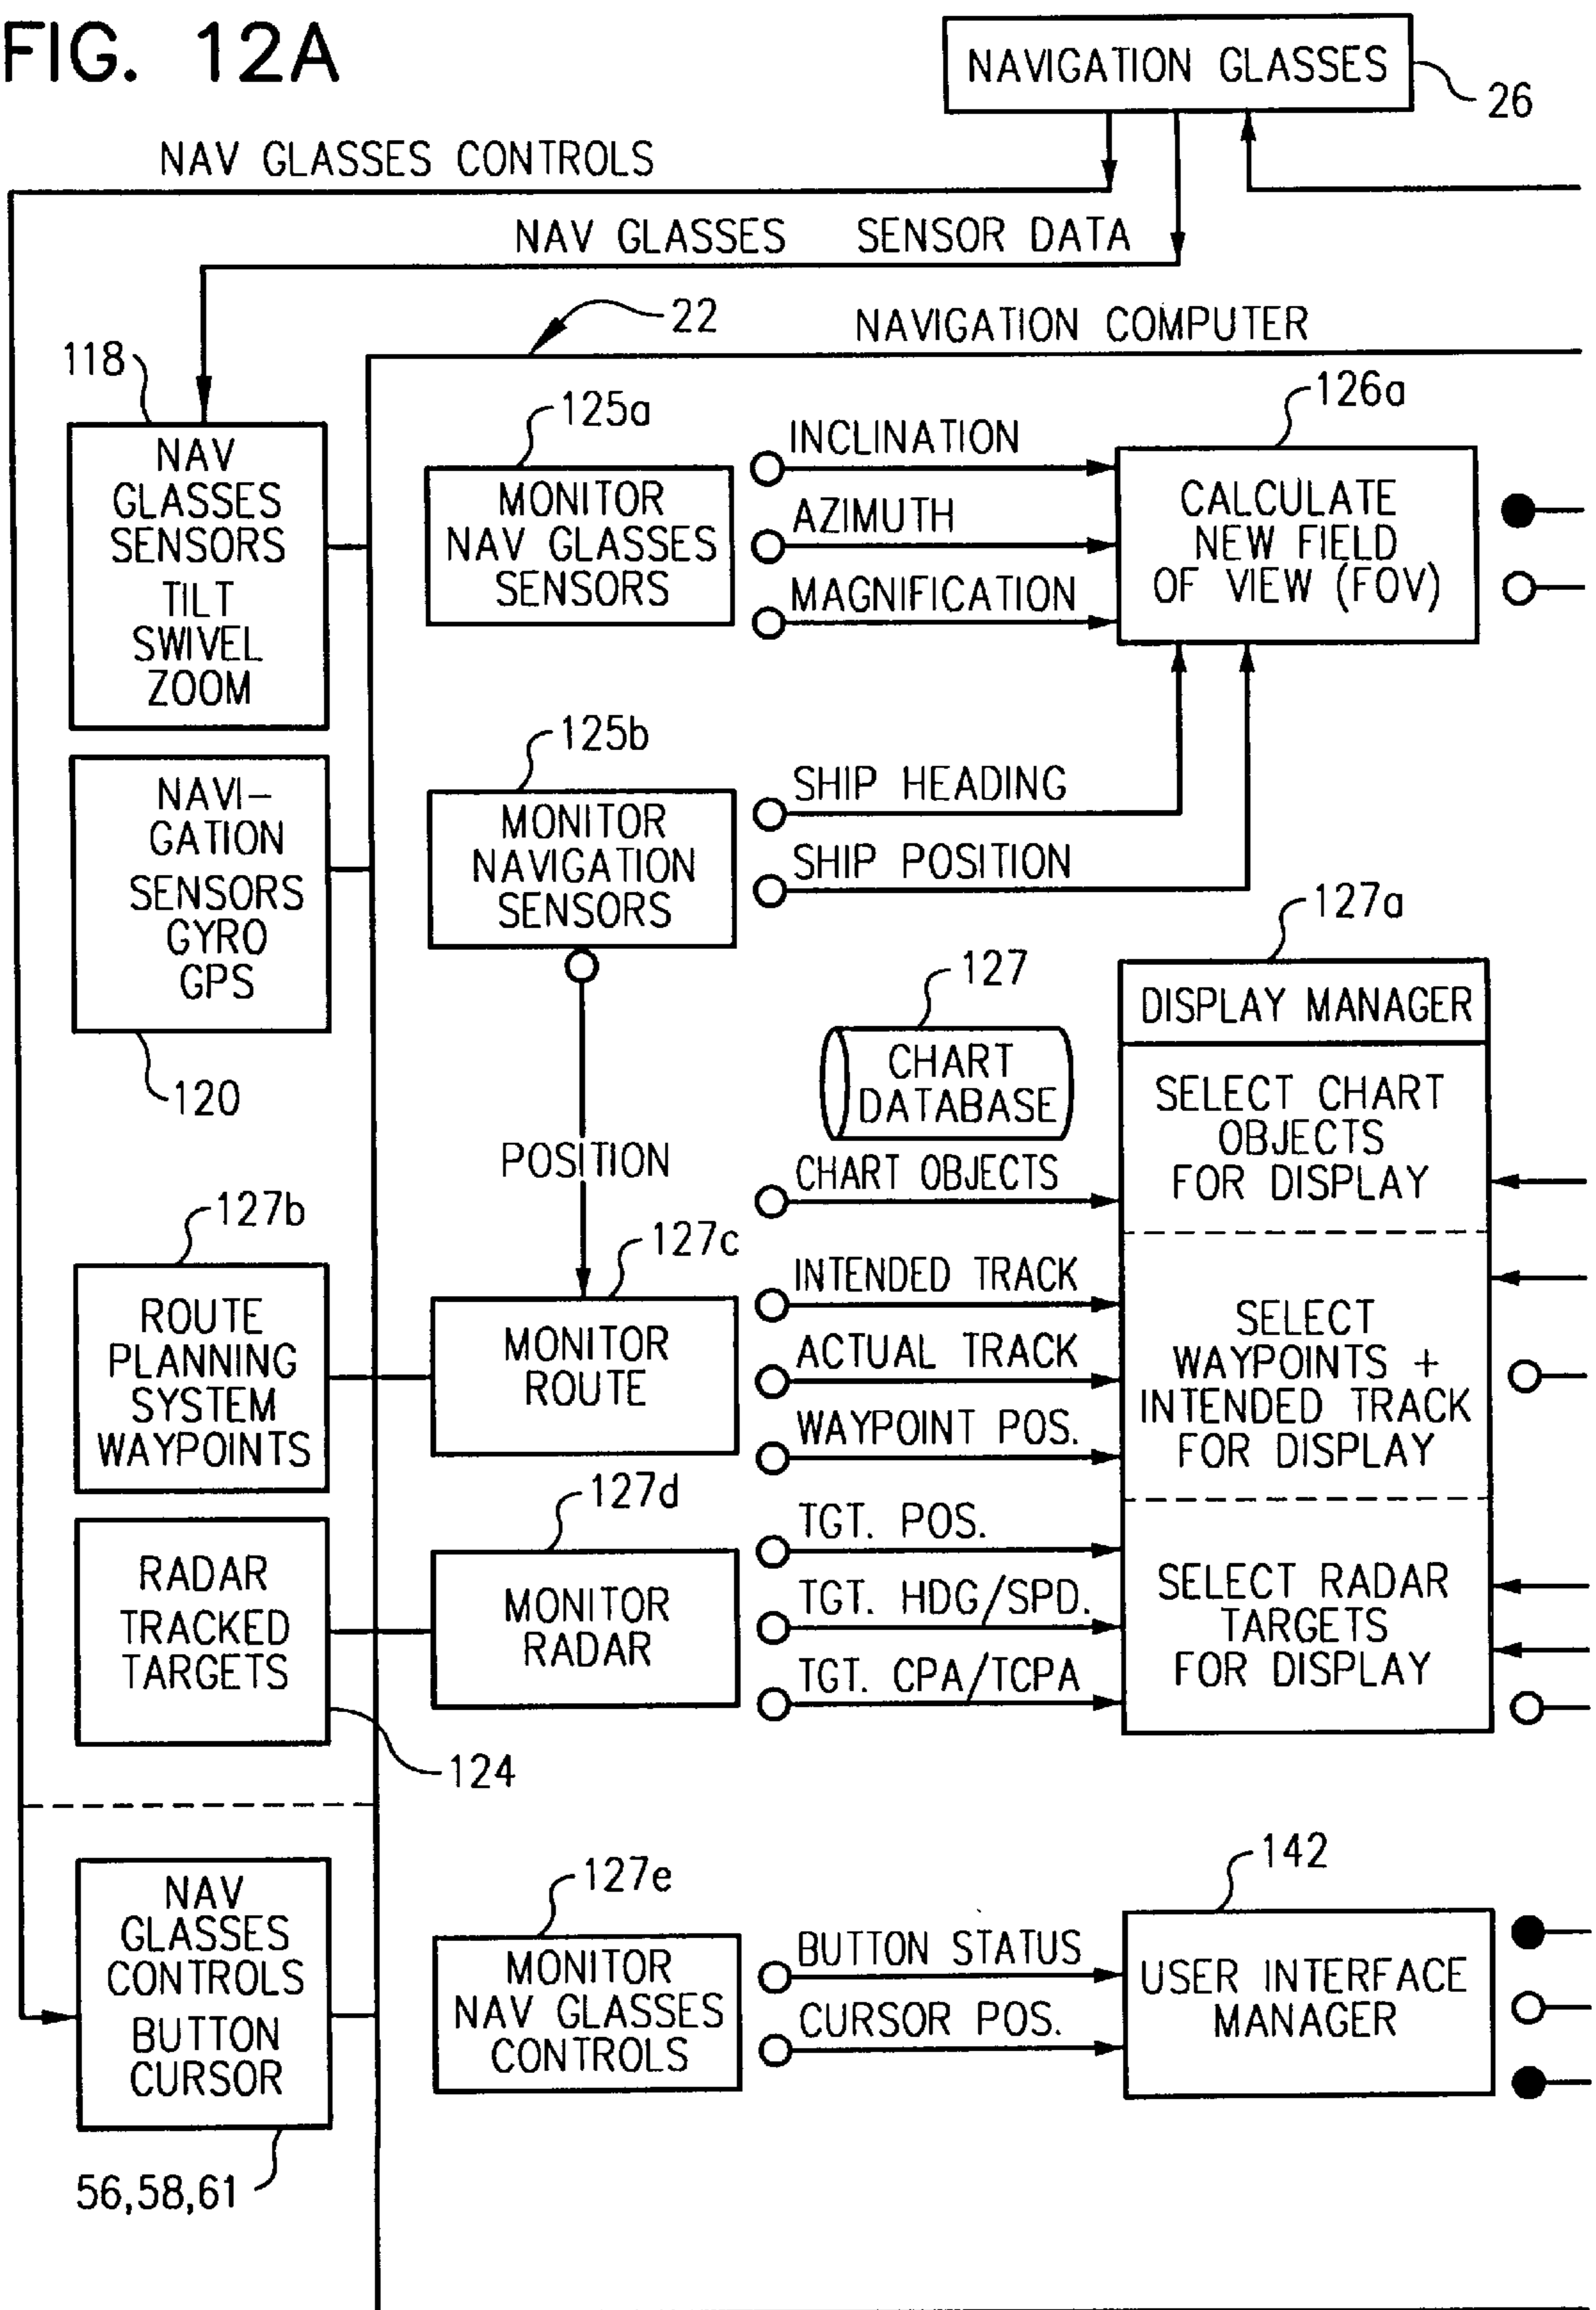 FIG. 12A
NAVIGATION GLASSES
26
NAV GLASSES CONTROLS
NAV GLASSES SENSOR DATA
22
NAVIGATION COMPUTER
118
NAV
GLASSES
SENSORS
TILT
SWIVEL
ZOOM
125a
MONITOR
NAV GLASSES
SENSORS
INCLINATION
AZIMUTH
MAGNIFICATION
126a
CALCULATE
NEW FIELD
OF VIEW (FOV)
NAVI-
GATION
SENSORS
GYRO
GPS
120
125b
MONITOR
NAVIGATION
SENSORS
SHIP HEADING
SHIP POSITION
POSITION
127
CHART
DATABASE
CHART OBJECTS
127a
DISPLAY MANAGER
SELECT CHART
OBJECTS
FOR DISPLAY
127b
ROUTE
PLANNING
SYSTEM
WAYPOINTS
127c
MONITOR
ROUTE
INTENDED TRACK
ACTUAL TRACK
WAYPOINT POS.
SELECT
WAYPOINTS +
INTENDED TRACK
FOR DISPLAY
RADAR
TRACKED
TARGETS
124
127d
MONITOR
RADAR
TGT. POS.
TGT. HDG/SPD.
TGT. CPA/TCPA
SELECT RADAR
TARGETS
FOR DISPLAY
NAV
GLASSES
CONTROLS
BUTTON
CURSOR
56,58,61
127e
MONITOR
NAV GLASSES
CONTROLS
BUTTON STATUS
CURSOR POS.
142
USER INTERFACE
MANAGER